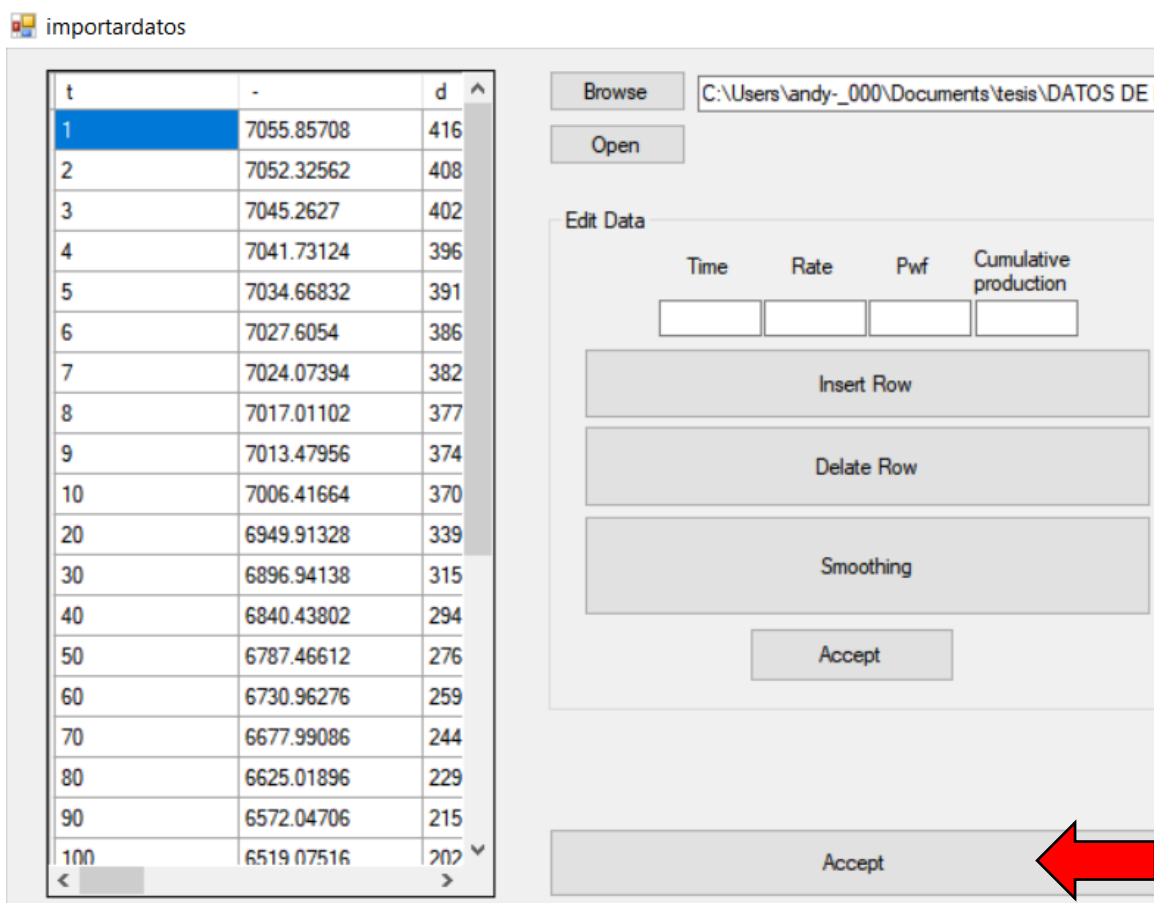 importardatos
t - d
1 7055.85708 416
2 7052.32562 408
3 7045.2627 402
4 7041.73124 396
5 7034.66832 391
6 7027.6054 386
7 7024.07394 382
8 7017.01102 377
9 7013.47956 374
10 7006.41664 370
20 6949.91328 339
30 6896.94138 315
40 6840.43802 294
50 6787.46612 276
60 6730.96276 259
70 6677.99086 244
80 6625.01896 229
90 6572.04706 215
100 6519.07516 202
Browse C:\Users\andy-_000\Documents\tesis\DATOS DE
Open
Edit Data
Time Rate Pwf Cumulative production
Insert Row
Delate Row
Smoothing
Accept
Accept